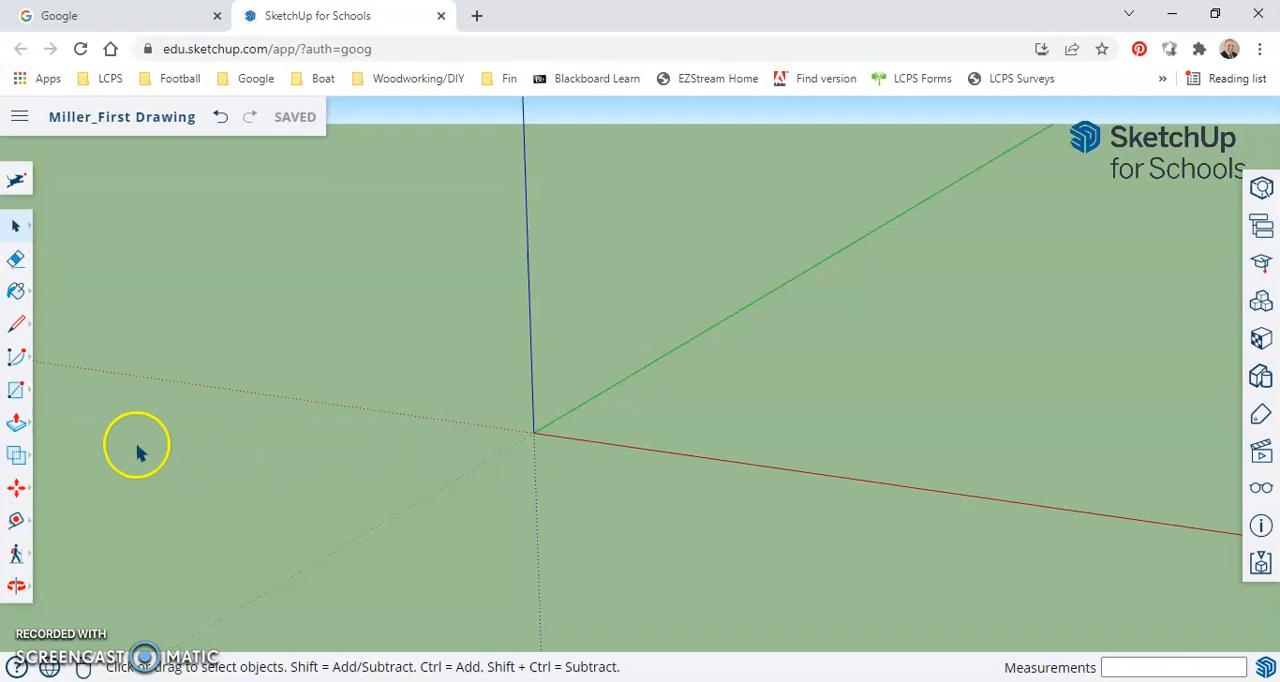 Google
SketchUp for Schools
edu.sketchup.com/app/?auth=goog
Apps LCPS Football Google Boat Woodworking/DIY Fin Blackboard Learn EZStream Home Find version LCPS Forms LCPS Surveys » Reading list
Miller_First Drawing SAVED
SketchUp
for Schools
RECORDED WITH
SCREENCAST MATIC
Click or drag to select objects. Shift = Add/Subtract. Ctrl = Add. Shift + Ctrl = Subtract.
Measurements